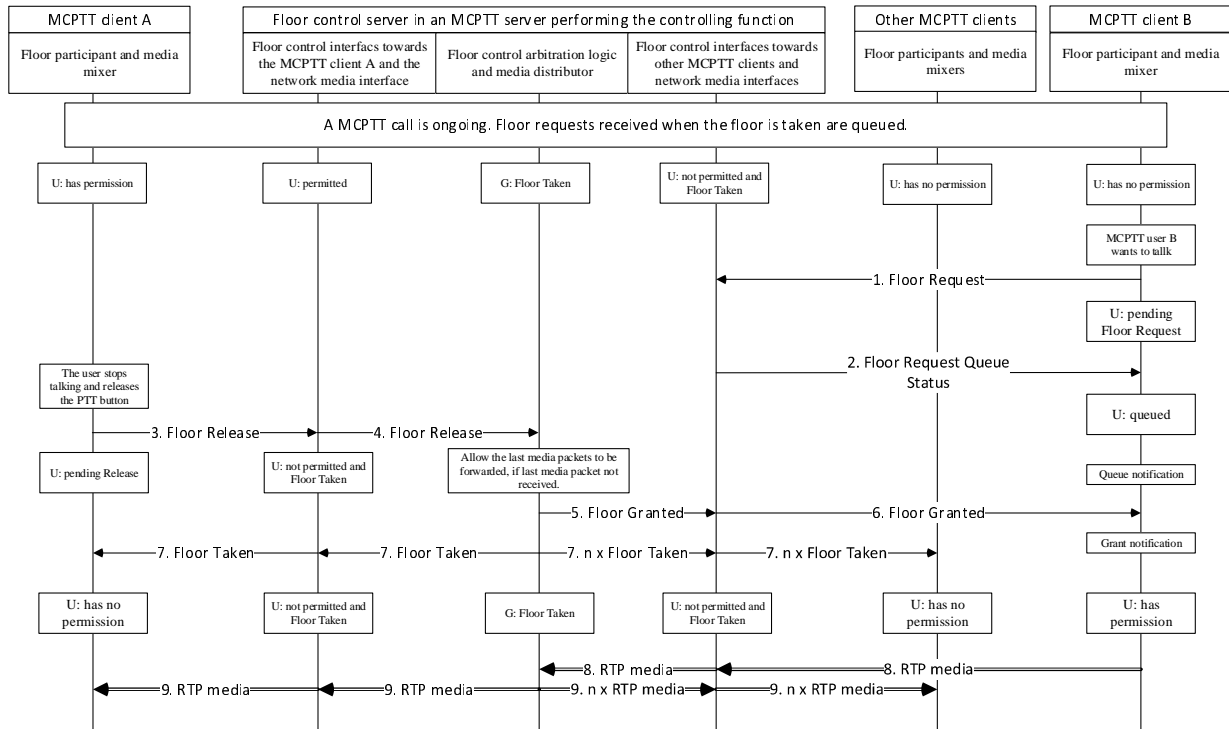 MCPTT client A
Floor control server in an MCPTT server performing the controlling function
Other MCPTT clients
MCPTT client B
Floor participant and media
mixer
Floor control interfacs towards
the MCPTT client A and the
network media interface
Floor control arbitration logic
and media distributor
Floor control interfaces towards
other MCPTT clients and
network media interfaces
Floor participants and media
mixers
Floor participant and media
mixer
A MCPTT call is ongoing. Floor requests received when the floor is taken are queued.
U: has permission
U: permitted
G: Floor Taken
U: not permitted and
Floor Taken
U: has no permission
U: has no permission
MCPTT user B
wants to tallk
1. Floor Request
U: pending
Floor Request
2. Floor Request Queue
Status
The user stops
talking and releases
the PTT button
U: queued
3. Floor Release
4. Floor Release
U: pending Release
U: not permitted and
Floor Taken
Allow the last media packets to be
forwarded, if last media packet not
received.
Queue notification
5. Floor Granted
6. Floor Granted
7. Floor Taken
7. Floor Taken
7. n x Floor Taken
7. n x Floor Taken
Grant notification
U: has no
permission
U: not permitted and
Floor Taken
G: Floor Taken
U: not permitted and
Floor Taken
U: has no
permission
U: has
permission
8. RTP media
8. RTP media
9. RTP media
9. RTP media
9. n x RTP media
9. n x RTP media